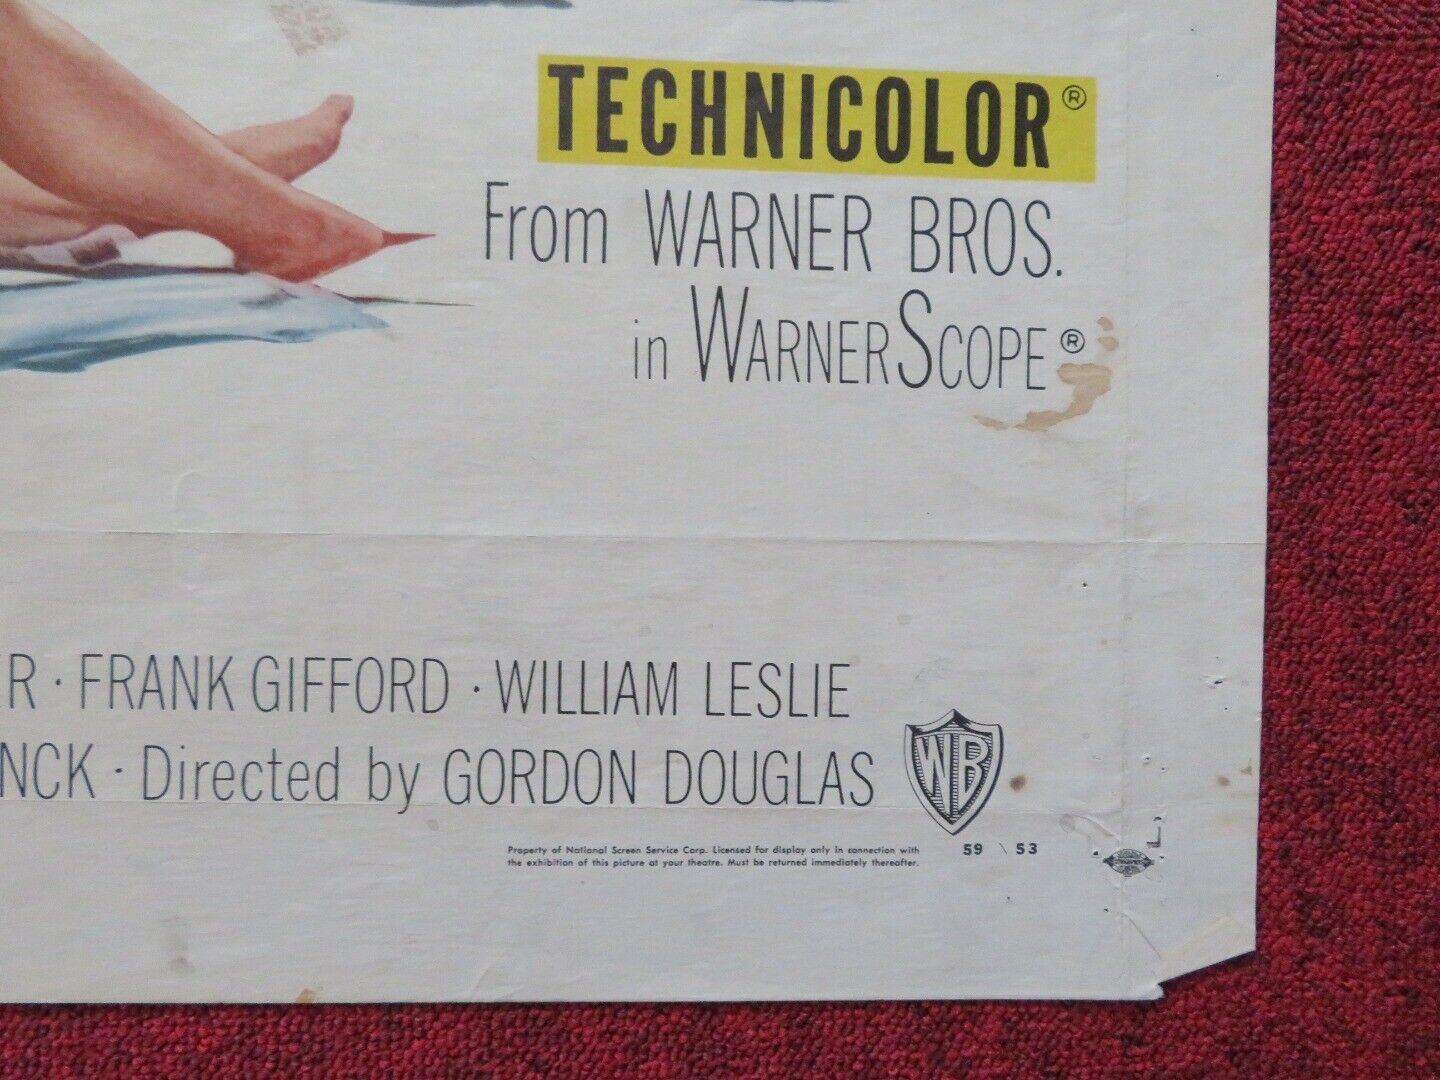 TECHNICOLOR®
From WARNER BROS.
in WARNERSCOPE®
ER · FRANK GIFFORD · WILLIAM LESLIE
NCK · Directed by GORDON DOUGLAS
WB
Property of National Screen Service Corp. Licensed for display only in connection with
the exhibition of this picture at your theatre. Must be returned immediately thereafter.
59 53